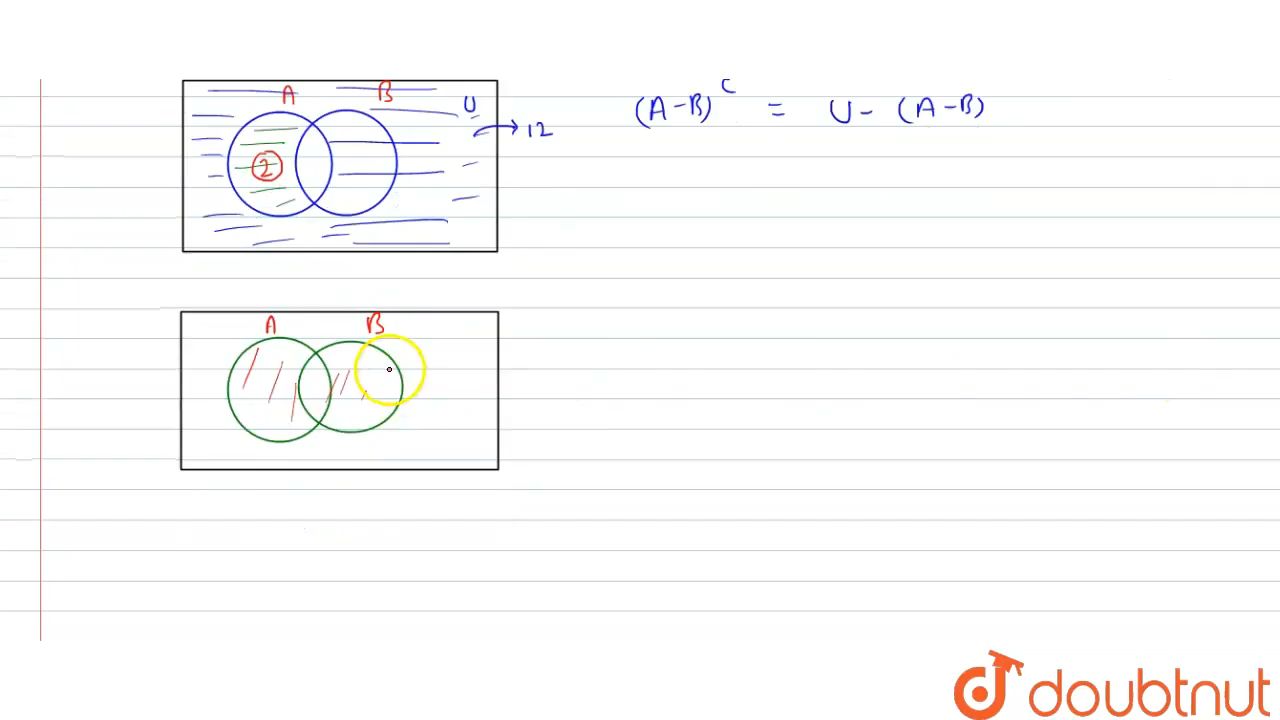 A B
U
(A-B)^c = U - (A-B)
→12
②
A B
doubtnut